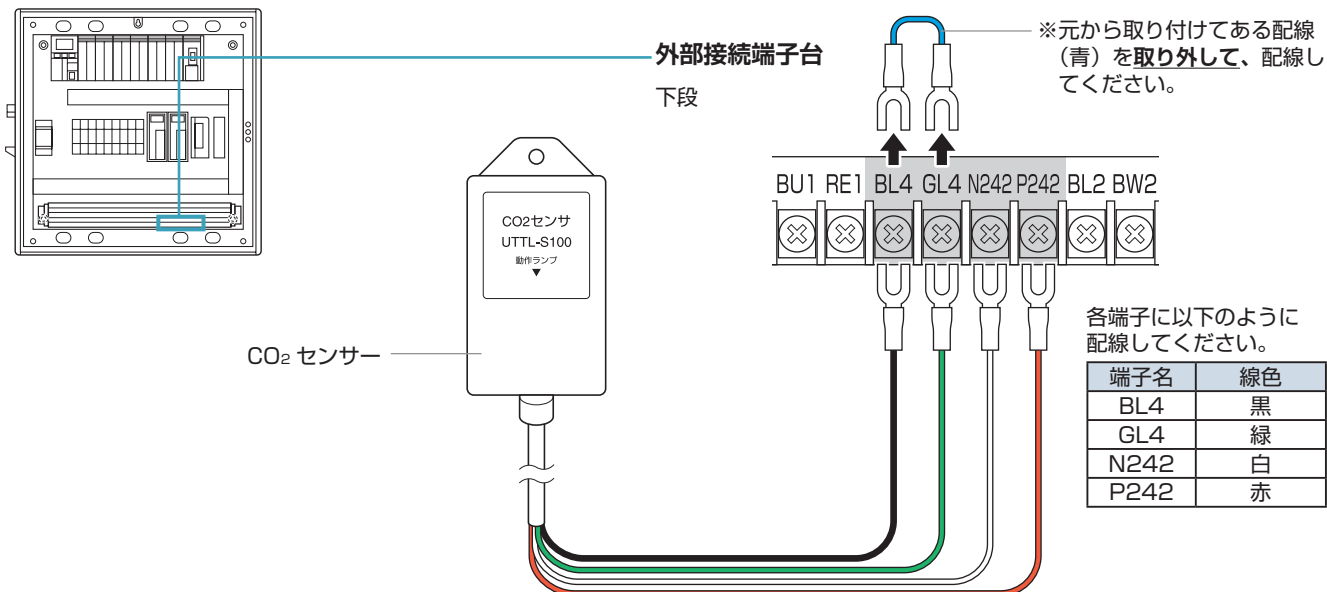 外部接続端子台
下段
※元から取り付けてある配線
（青）を取り外して、配線し
てください。
BU1 RE1 BL4 GL4 N242 P242 BL2 BW2
CO2センサ
UTTL-S100
動作ランプ
▼
CO₂ センサー
各端子に以下のように
配線してください。
端子名 線色
BL4 黒
GL4 緑
N242 白
P242 赤